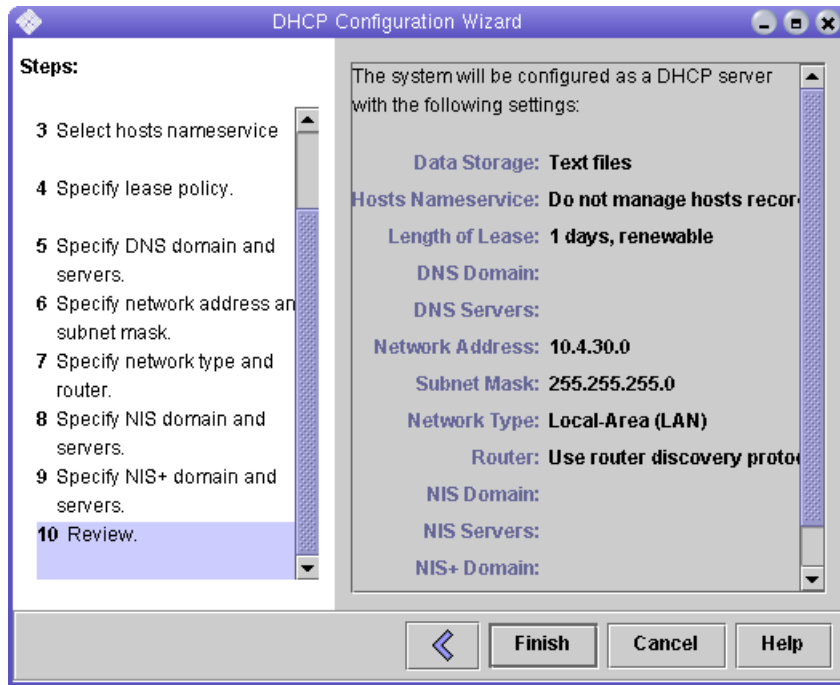 DHCP Configuration Wizard
Steps:
3 Select hosts nameservice
4 Specify lease policy.
5 Specify DNS domain and
servers.
6 Specify network address an
subnet mask.
7 Specify network type and
router.
8 Specify NIS domain and
servers.
9 Specify NIS+ domain and
servers.
10 Review.
The system will be configured as a DHCP server
with the following settings:
Data Storage: Text files
Hosts Nameservice: Do not manage hosts recor
Length of Lease: 1 days, renewable
DNS Domain:
DNS Servers:
Network Address: 10.4.30.0
Subnet Mask: 255.255.255.0
Network Type: Local-Area (LAN)
Router: Use router discovery proto
NIS Domain:
NIS Servers:
NIS+ Domain:
Finish Cancel Help